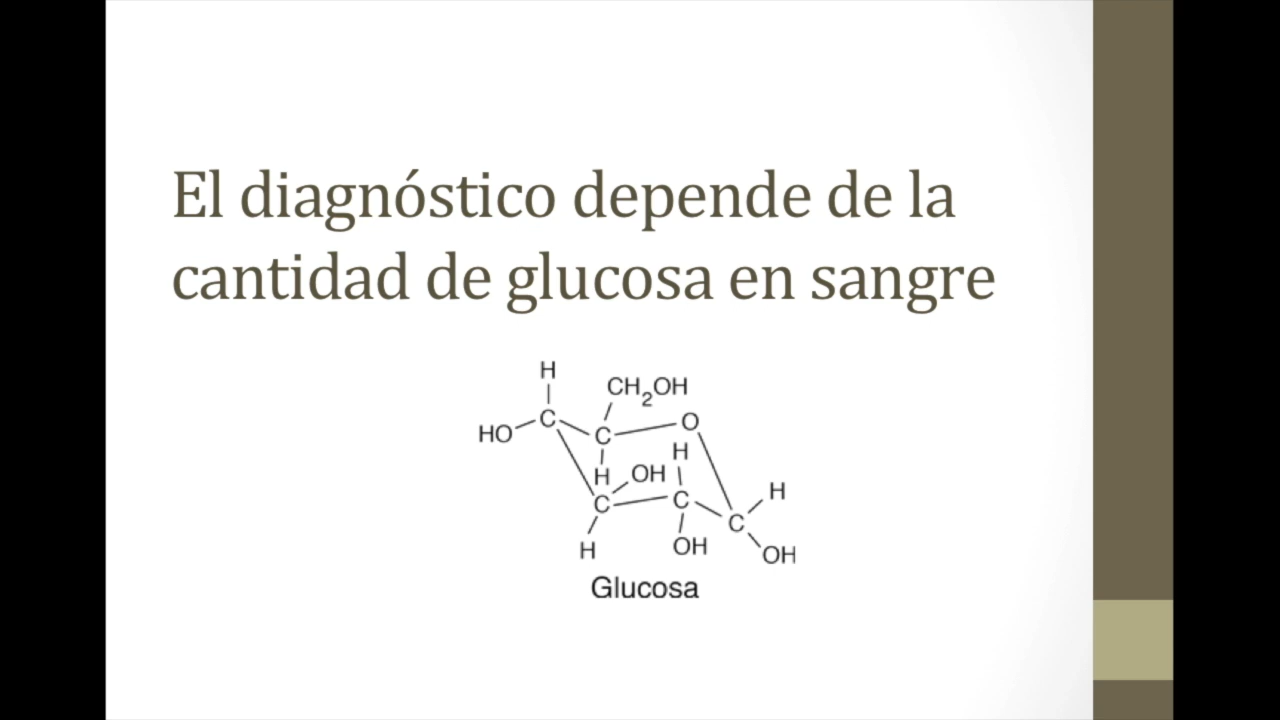 El diagnóstico depende de la
cantidad de glucosa en sangre
H
CH₂OH
O
HO C
C
H
H OH
H
C
C
C
H
OH
OH
Glucosa